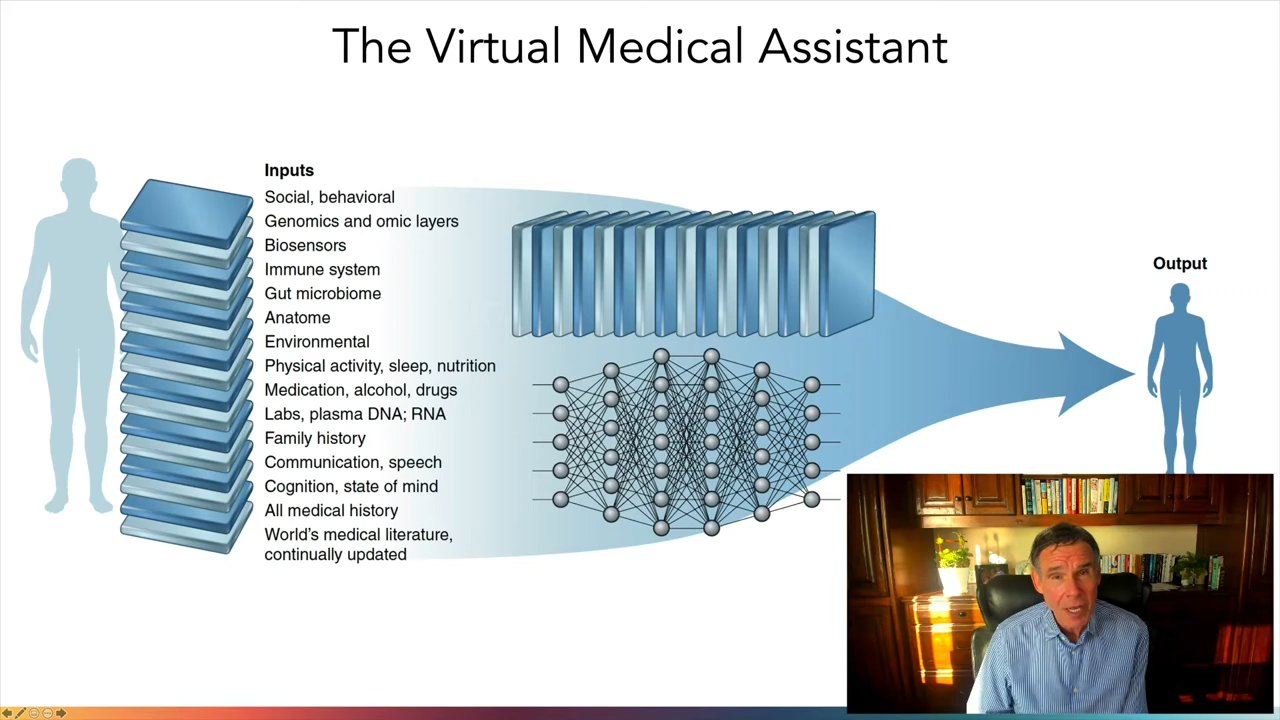 The Virtual Medical Assistant
Inputs
Social, behavioral
Genomics and omic layers
Biosensors
Immune system
Gut microbiome
Anatome
Environmental
Physical activity, sleep, nutrition
Medication, alcohol, drugs
Labs, plasma DNA; RNA
Family history
Communication, speech
Cognition, state of mind
All medical history
World’s medical literature,
continually updated
Output